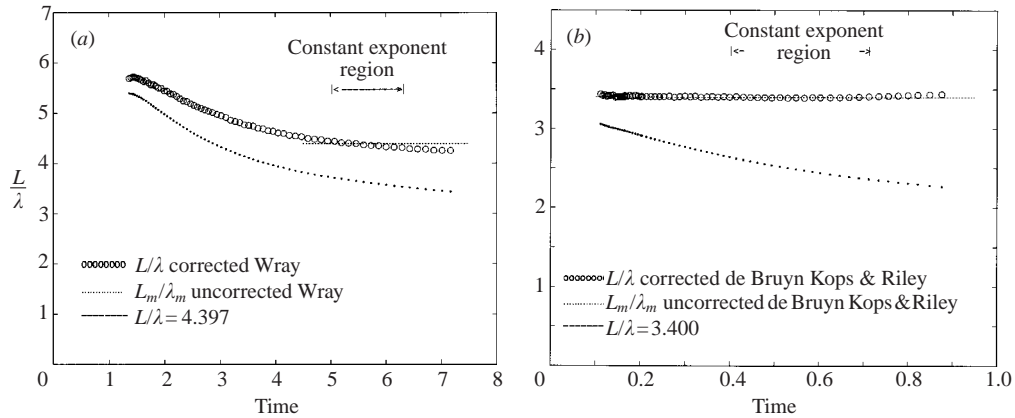 7
(a)
6
5
4
3
2
1
0
1
2
3
4
5
6
7
8
L
λ
Constant exponent
region
L/λ corrected Wray
L_m/λ_m uncorrected Wray
L/λ = 4.397
Time
4
(b)
3
2
1
0
0.2
0.4
0.6
0.8
1.0
Constant exponent
region
L/λ corrected de Bruyn Kops & Riley
L_m/λ_m uncorrected de Bruyn Kops & Riley
L/λ = 3.400
Time